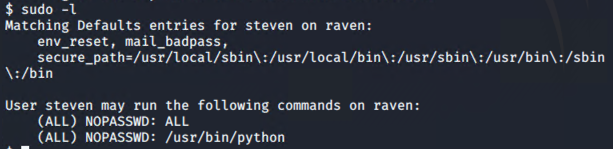 $ sudo -l
Matching Defaults entries for steven on raven:
    env_reset, mail_badpass,
    secure_path=/usr/local/sbin\:/usr/local/bin\:/usr/sbin\:/usr/bin\:/sbin
\:/bin

User steven may run the following commands on raven:
    (ALL) NOPASSWD: ALL
    (ALL) NOPASSWD: /usr/bin/python